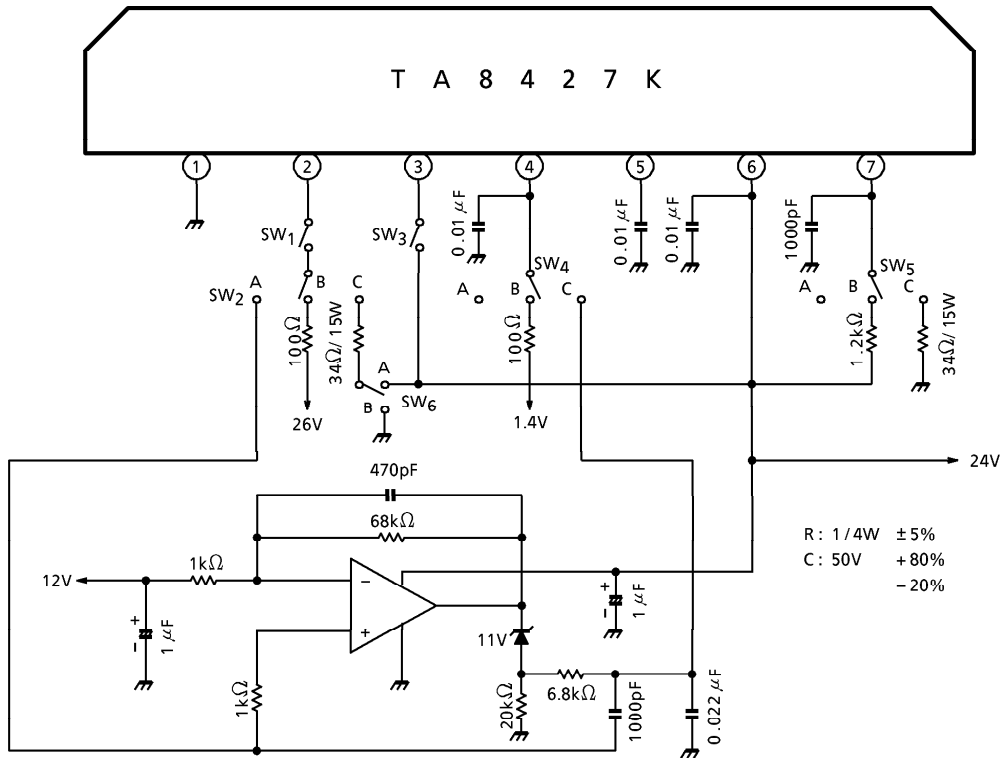 T A 8 4 2 7 K
1 2 3 4 5 6 7
0.01 μF
0.01 μF
0.01 μF
1000pF
SW1
SW3
SW4
SW5
SW2 A B C
A B C
A B C
100Ω
34Ω/15W
100Ω
1.2kΩ
34Ω/15W
A
B
SW6
26V
1.4V
24V
470pF
68kΩ
1kΩ
12V
R: 1/4W ±5%
C: 50V +80%
−20%
−
+
+
−
1 μF
+
−
1 μF
11V
1kΩ
20kΩ
6.8kΩ
1000pF
0.022 μF